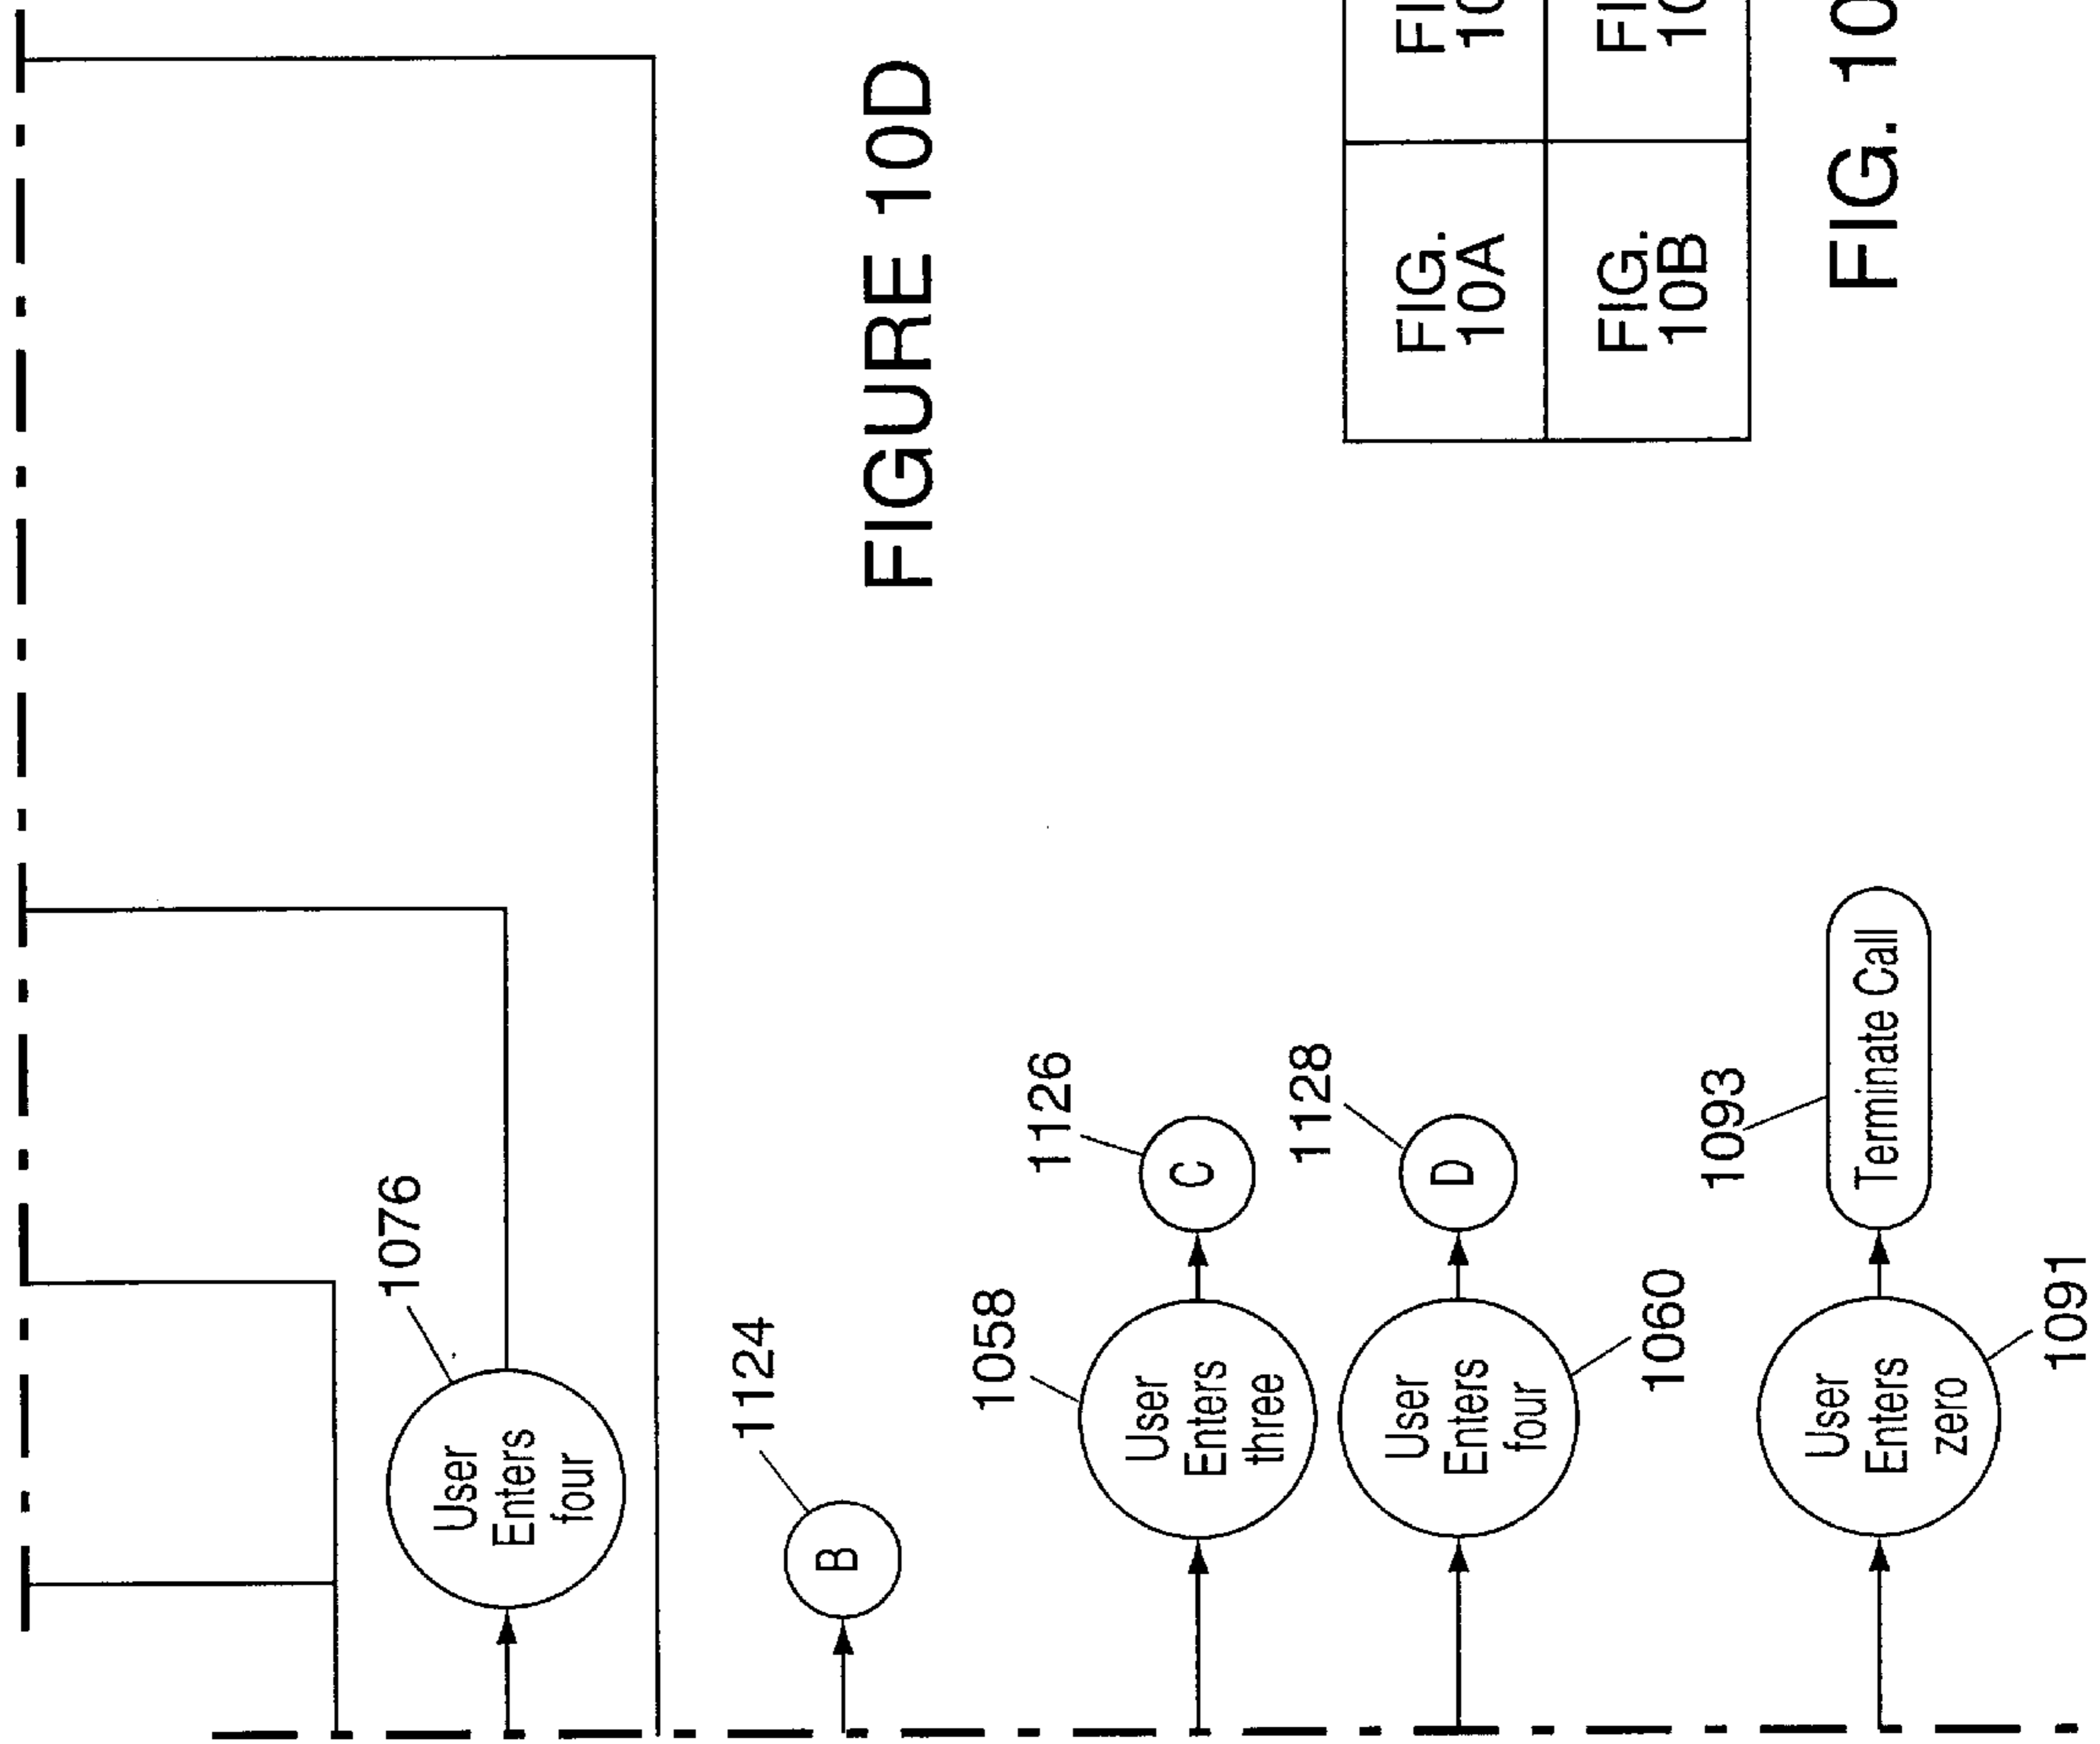 1076
User
Enters
four
1124
B
FIGURE 10D
1058
1126
User
Enters
three
C
1128
User
Enters
four
D
1060
1093
User
Enters
zero
Terminate Call
1091
FIG.
10A
FIG.
10B
FIG. 10